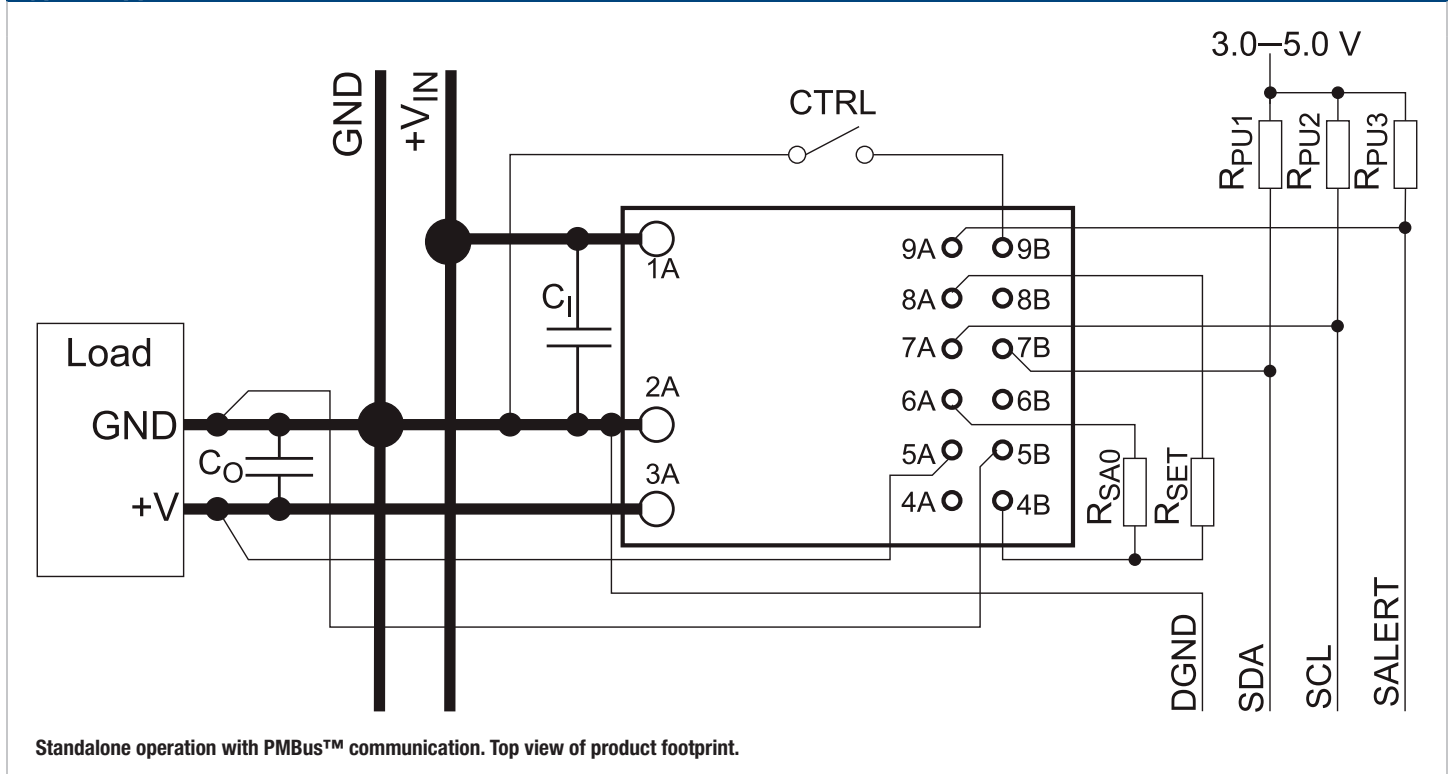 3.0–5.0 V
GND
+VIN
CTRL
RPU1
RPU2
RPU3
9A
9B
1A
8A
8B
CI
7A
7B
Load
2A
6A
6B
GND
CO
5A
5B
3A
RSA0
RSET
+V
4A
4B
DGND
SDA
SCL
SALERT
Standalone operation with PMBus™ communication. Top view of product footprint.